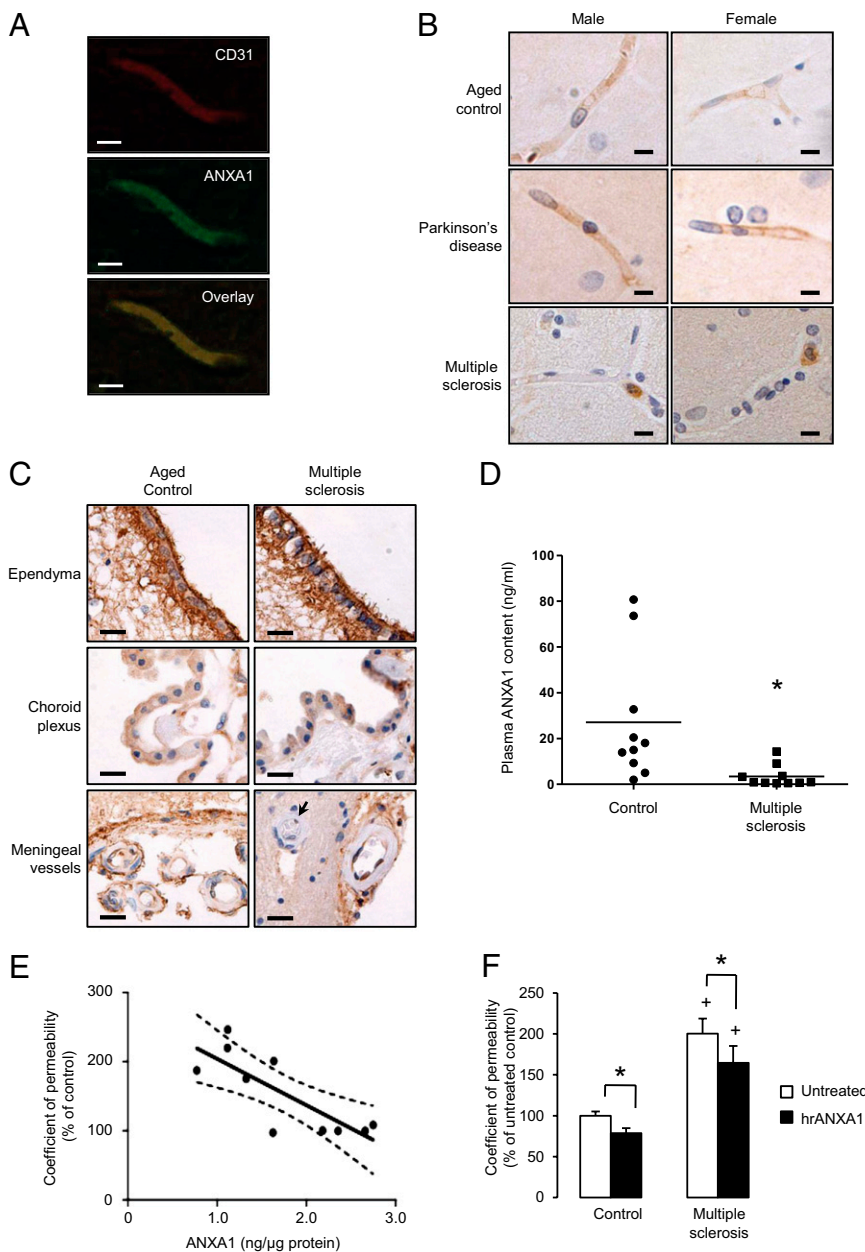 A
CD31
ANXA1
Overlay
B
Male
Female
Aged
control
Parkinson's
disease
Multiple
sclerosis
C
Aged
Control
Multiple
sclerosis
Ependyma
Choroid
plexus
Meningeal
vessels
D
Plasma ANXA1 content (ng/ml)
100
80
60
40
20
0
*
Control
Multiple
sclerosis
E
Coefficient of permeability
(% of control)
300
200
100
0
0
1.0
2.0
3.0
ANXA1 (ng/µg protein)
F
Coefficient of permeability
(% of untreated control)
250
200
150
100
50
0
*
*
+
+
Control
Multiple
sclerosis
Untreated
hrANXA1